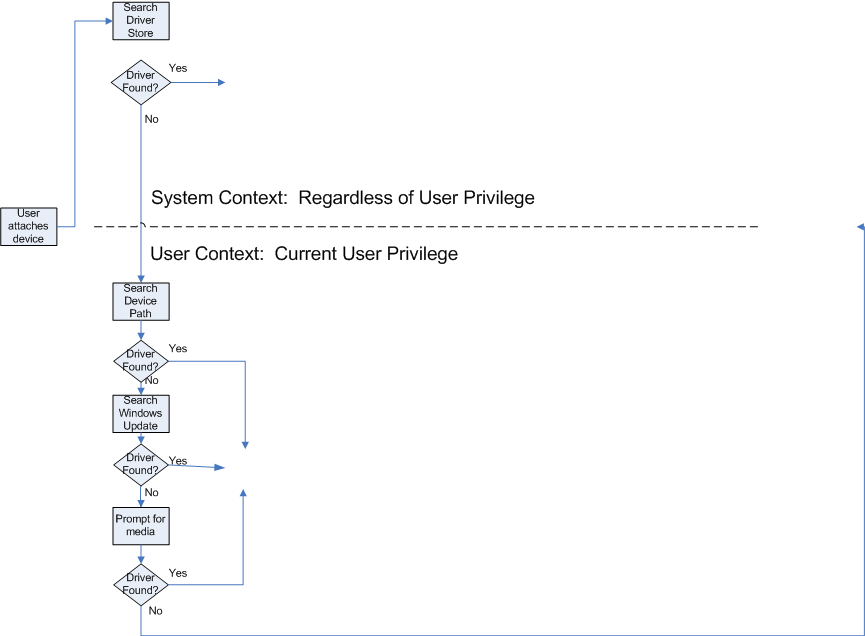 Search
Driver
Store
Driver
Found?
Yes
No
System Context:  Regardless of User Privilege
User
attaches
device
User Context:  Current User Privilege
Search
Device
Path
Driver
Found?
Yes
No
Search
Windows
Update
Driver
Found?
Yes
No
Prompt for
media
Driver
Found?
Yes
No